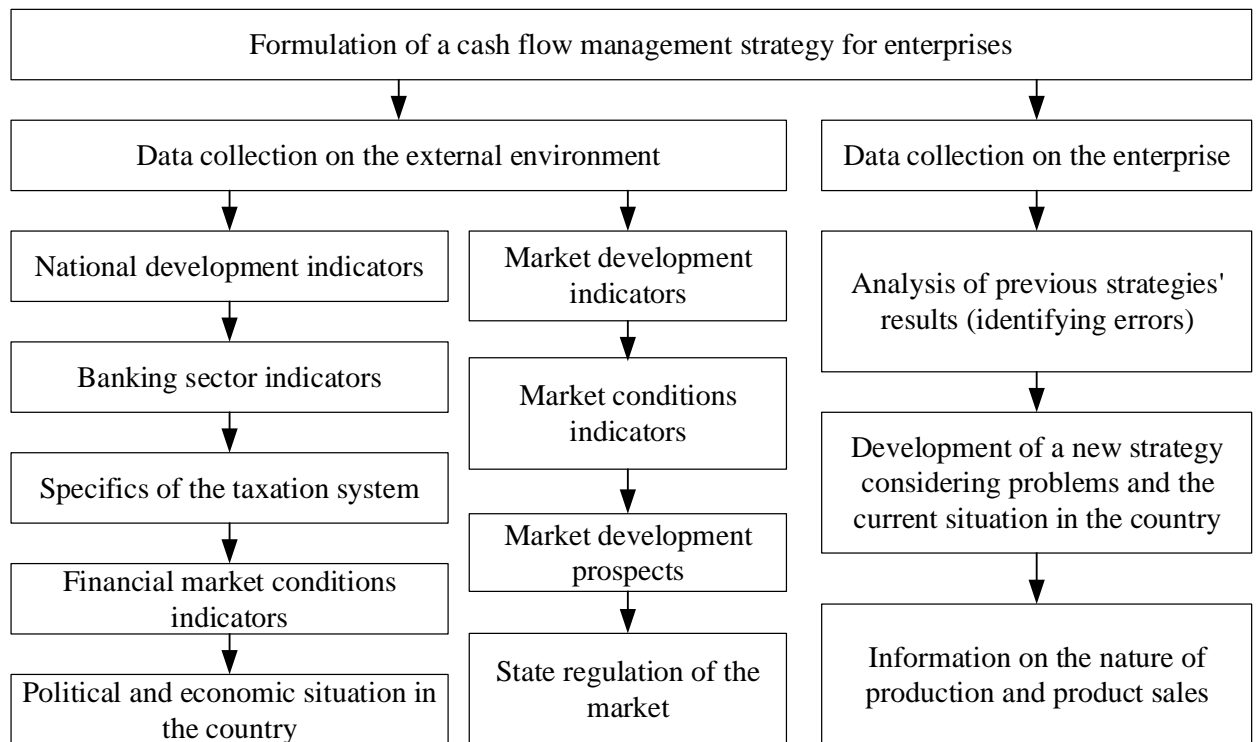 Formulation of a cash flow management strategy for enterprises
Data collection on the external environment
Data collection on the enterprise
National development indicators
Banking sector indicators
Specifics of the taxation system
Financial market conditions
indicators
Political and economic situation in
the country
Market development
indicators
Market conditions
indicators
Market development
prospects
State regulation of the
market
Analysis of previous strategies'
results (identifying errors)
Development of a new strategy
considering problems and the
current situation in the country
Information on the nature of
production and product sales